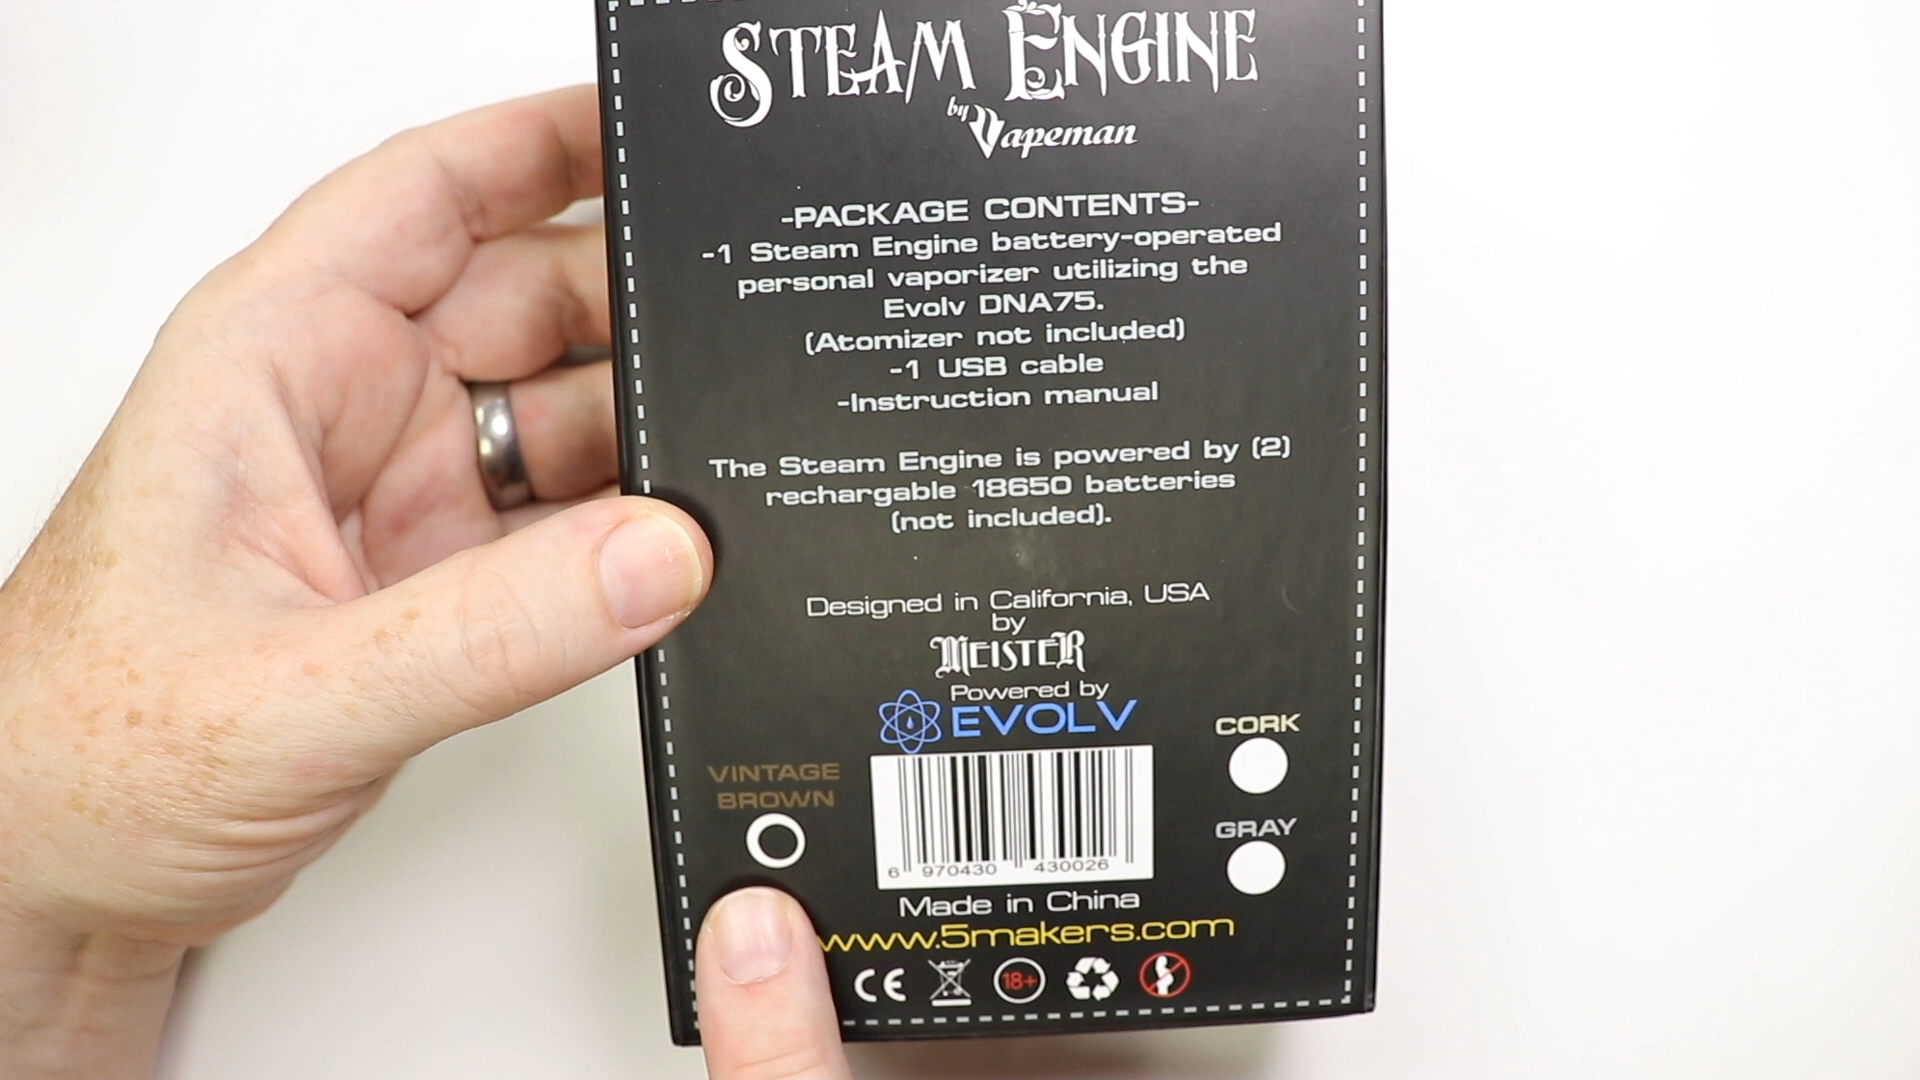 STEAM ENGINE
by Vapeman
-PACKAGE CONTENTS-
-1 Steam Engine battery-operated
personal vaporizer utilizing the
Evolv DNA75.
(Atomizer not included)
-1 USB cable
-Instruction manual
The Steam Engine is powered by (2)
rechargable 18650 batteries
(not included).
Designed in California, USA
by
MEISTER
Powered by
EVOLV
VINTAGE
BROWN
CORK
GRAY
6 970430 430026
Made in China
www.5makers.com
CE 18+